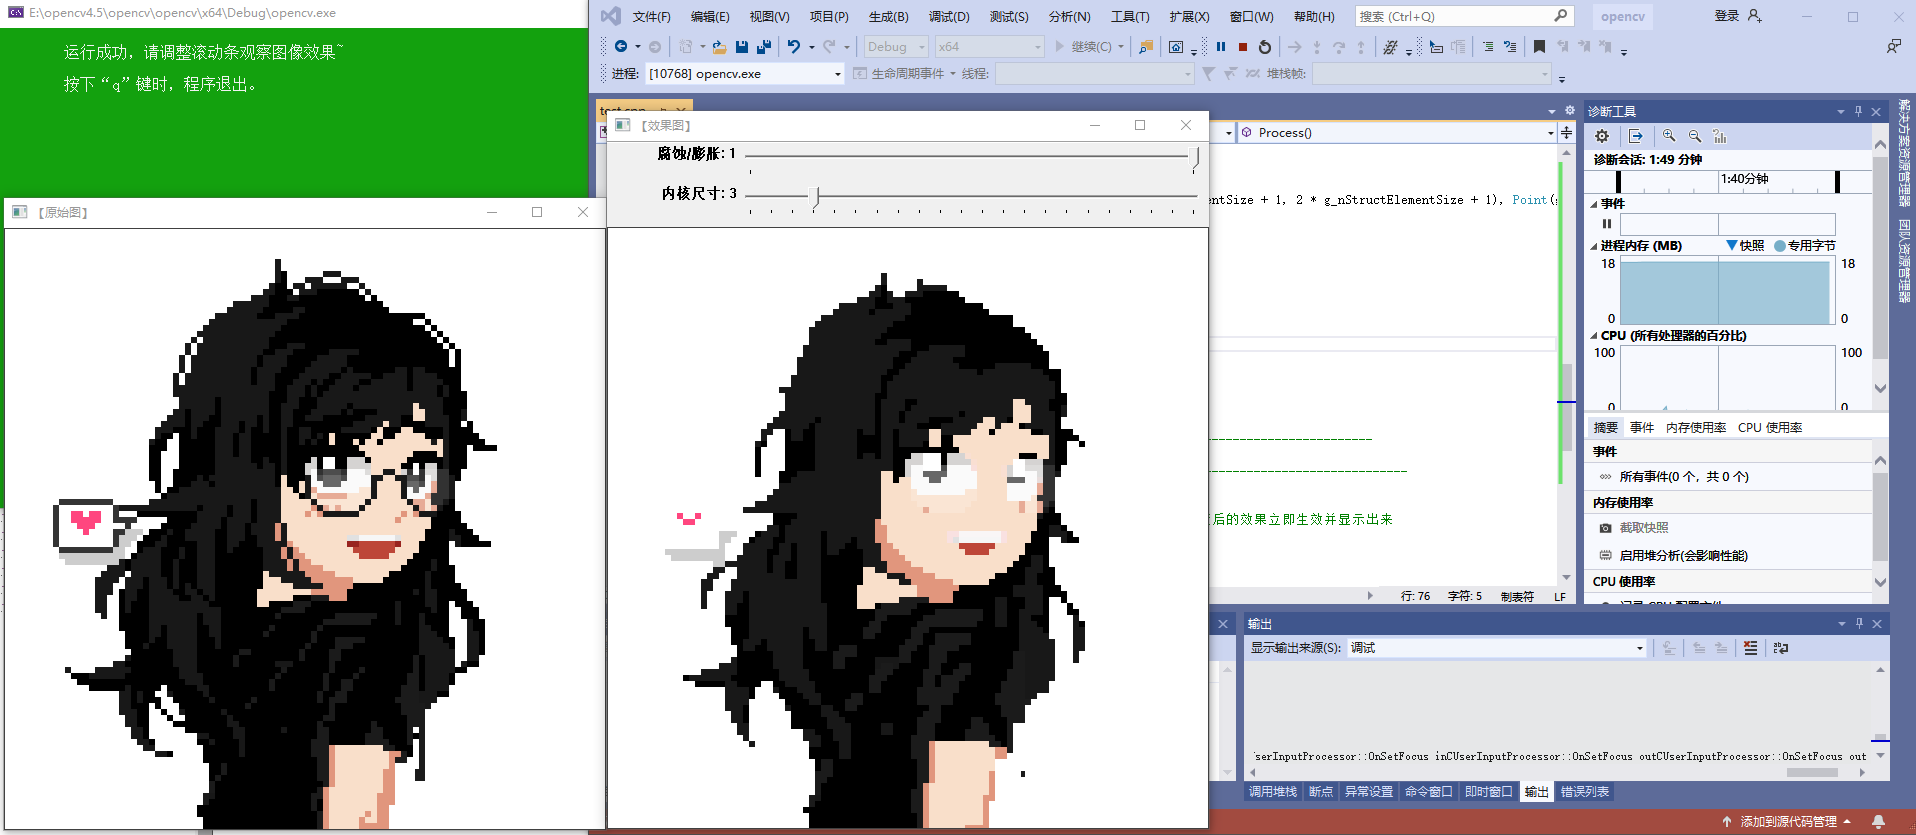 E:\opencv4.5\opencv\opencv\x64\Debug\opencv.exe
运行成功，请调整滚动条观察图像效果~
按下“q”键时，程序退出。
文件(F) 编辑(E) 视图(V) 项目(P) 生成(B) 调试(D) 测试(S) 分析(N) 工具(T) 扩展(X) 窗口(W) 帮助(H) 搜索 (Ctrl+Q) opencv 登录
Debug x64 继续(C)
进程: [10768] opencv.exe 生命周期事件 线程: 堆栈帧:
【原始图】
【效果图】
腐蚀/膨胀: 1
内核尺寸: 3
Process()
ntSize + 1, 2 * g_nStructElementSize + 1), Point(
后的效果立即生效并显示出来
行: 76 字符: 5 制表符 LF
诊断工具
诊断会话: 1:49 分钟
1:40分钟
事件
进程内存 (MB) 快照 专用字节
18 18
0 0
CPU (所有处理器的百分比)
100 100
0 0
摘要 事件 内存使用率 CPU 使用率
事件
所有事件(0 个，共 0 个)
内存使用率
截取快照
启用堆分析(会影响性能)
CPU 使用率
解决方案资源管理器
团队资源管理器
输出
显示输出来源(S): 调试
serInputProcessor::OnSetFocus inCUserInputProcessor::OnSetFocus outCUserInputProcessor::OnSetFocus out
调用堆栈 断点 异常设置 命令窗口 即时窗口 输出 错误列表
添加到源代码管理